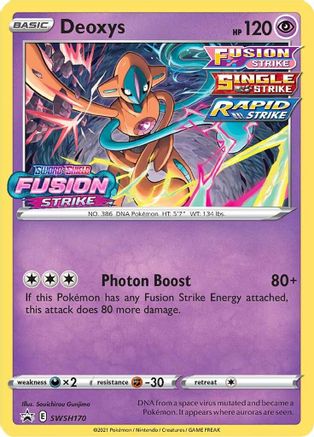 BASIC Deoxys HP 120
FUSION STRIKE
SINGLE STRIKE
RAPID STRIKE
Sword & Shield
FUSION
STRIKE
NO. 386 DNA Pokémon HT: 5'7" WT: 134 lbs.
Photon Boost 80+
If this Pokémon has any Fusion Strike Energy attached,
this attack does 80 more damage.
weakness ×2 resistance -30 retreat
Illus. Souichirou Gunjima
E SWSH170
DNA from a space virus mutated and became a
Pokémon. It appears where auroras are seen.
©2021 Pokémon / Nintendo / Creatures / GAME FREAK